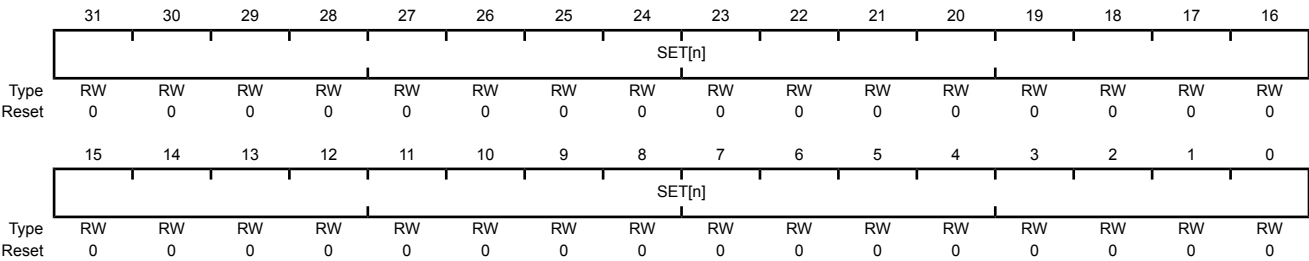 31 30 29 28 27 26 25 24 23 22 21 20 19 18 17 16
SET[n]
Type RW RW RW RW RW RW RW RW RW RW RW RW RW RW RW RW
Reset 0 0 0 0 0 0 0 0 0 0 0 0 0 0 0 0
15 14 13 12 11 10 9 8 7 6 5 4 3 2 1 0
SET[n]
Type RW RW RW RW RW RW RW RW RW RW RW RW RW RW RW RW
Reset 0 0 0 0 0 0 0 0 0 0 0 0 0 0 0 0